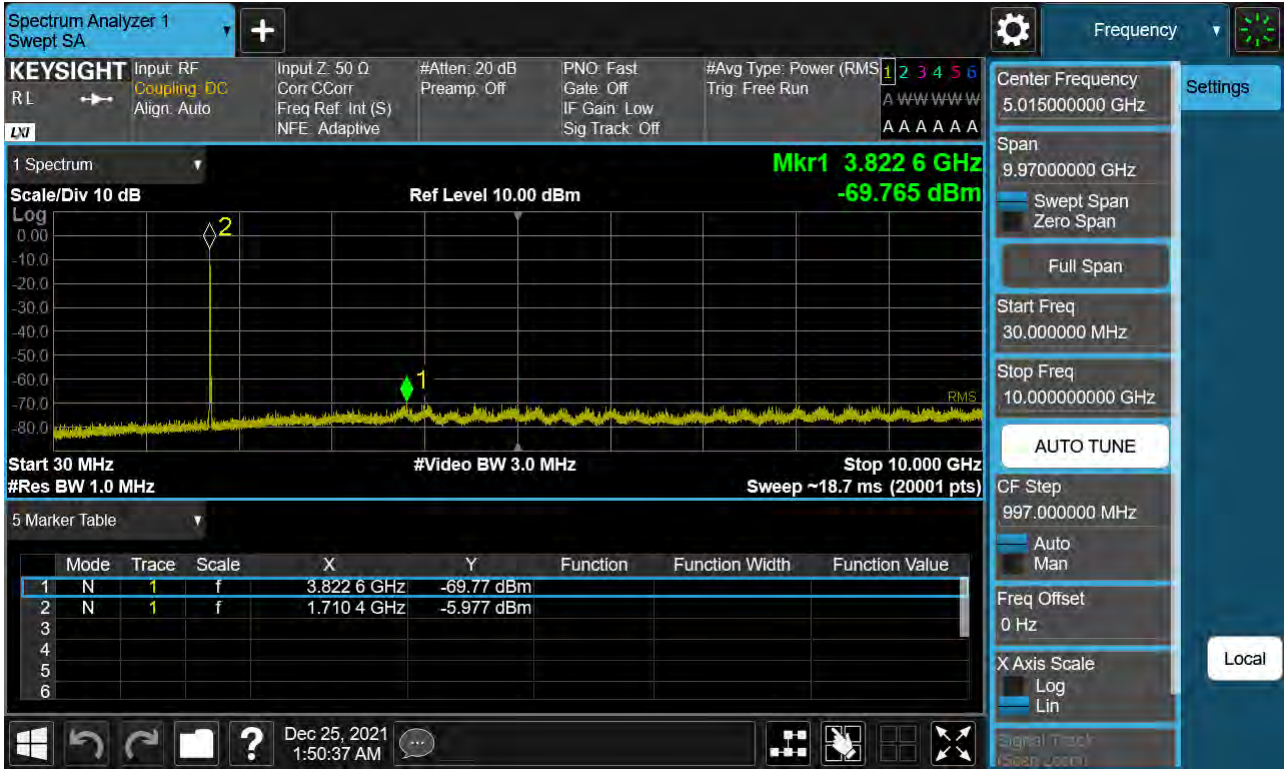 Spectrum Analyzer 1
Swept SA
+
Frequency
KEYSIGHT
RL
LXI
Input: RF
Coupling: DC
Align: Auto
Input Z: 50 Ω
Corr CCorr
Freq Ref: Int (S)
NFE: Adaptive
#Atten: 20 dB
Preamp: Off
PNO: Fast
Gate: Off
IF Gain: Low
Sig Track: Off
#Avg Type: Power (RMS
Trig: Free Run
1 2 3 4 5 6
A W W W W W
A A A A A A
1 Spectrum
Scale/Div 10 dB
Ref Level 10.00 dBm
Mkr1 3.822 6 GHz
-69.765 dBm
Log
0.00
-10.0
-20.0
-30.0
-40.0
-50.0
-60.0
-70.0
-80.0
2
1
RMS
Start 30 MHz
#Video BW 3.0 MHz
Stop 10.000 GHz
#Res BW 1.0 MHz
Sweep ~18.7 ms (20001 pts)
5 Marker Table
Mode Trace Scale X Y Function Function Width Function Value
1 N 1 f 3.822 6 GHz -69.77 dBm
2 N 1 f 1.710 4 GHz -5.977 dBm
3
4
5
6
Center Frequency
5.015000000 GHz
Span
9.97000000 GHz
Swept Span
Zero Span
Full Span
Start Freq
30.000000 MHz
Stop Freq
10.000000000 GHz
AUTO TUNE
CF Step
997.000000 MHz
Auto
Man
Freq Offset
0 Hz
X Axis Scale
Log
Lin
Signal Track
(Span Zoom)
Settings
Local
?
Dec 25, 2021
1:50:37 AM